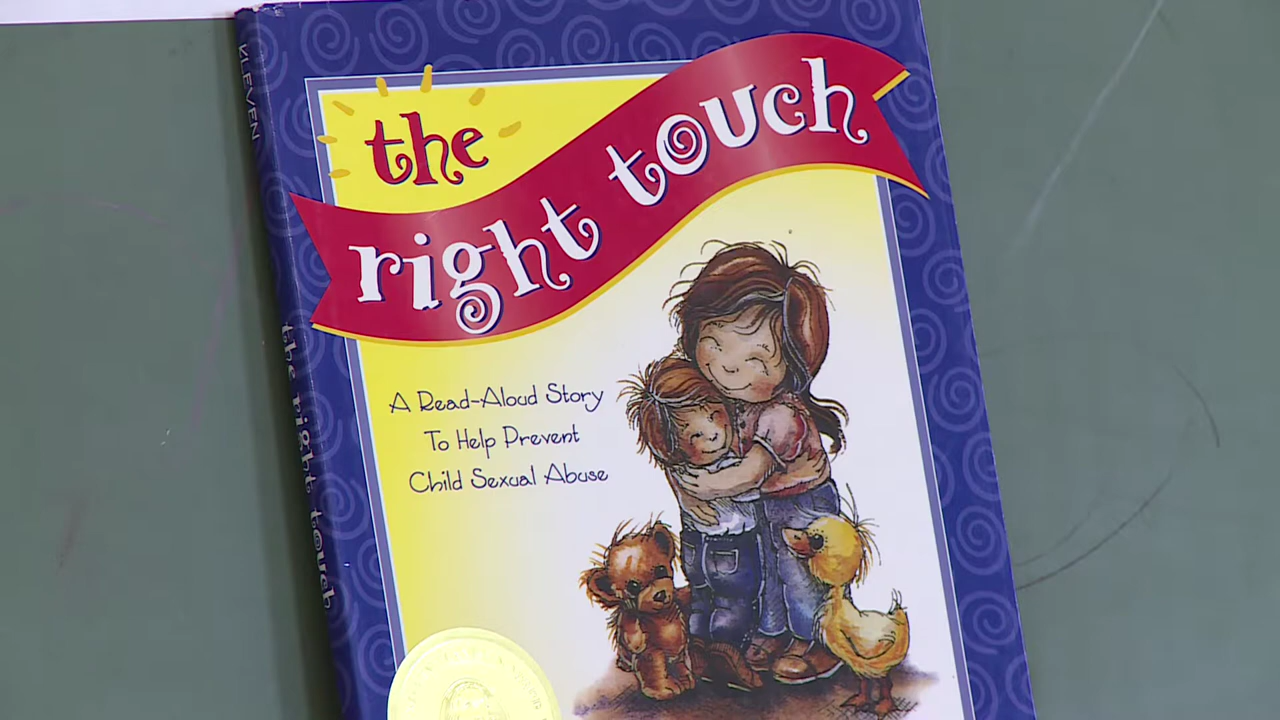 KLEVEN
the right touch
the
right touch
A Read-Aloud Story
To Help Prevent
Child Sexual Abuse